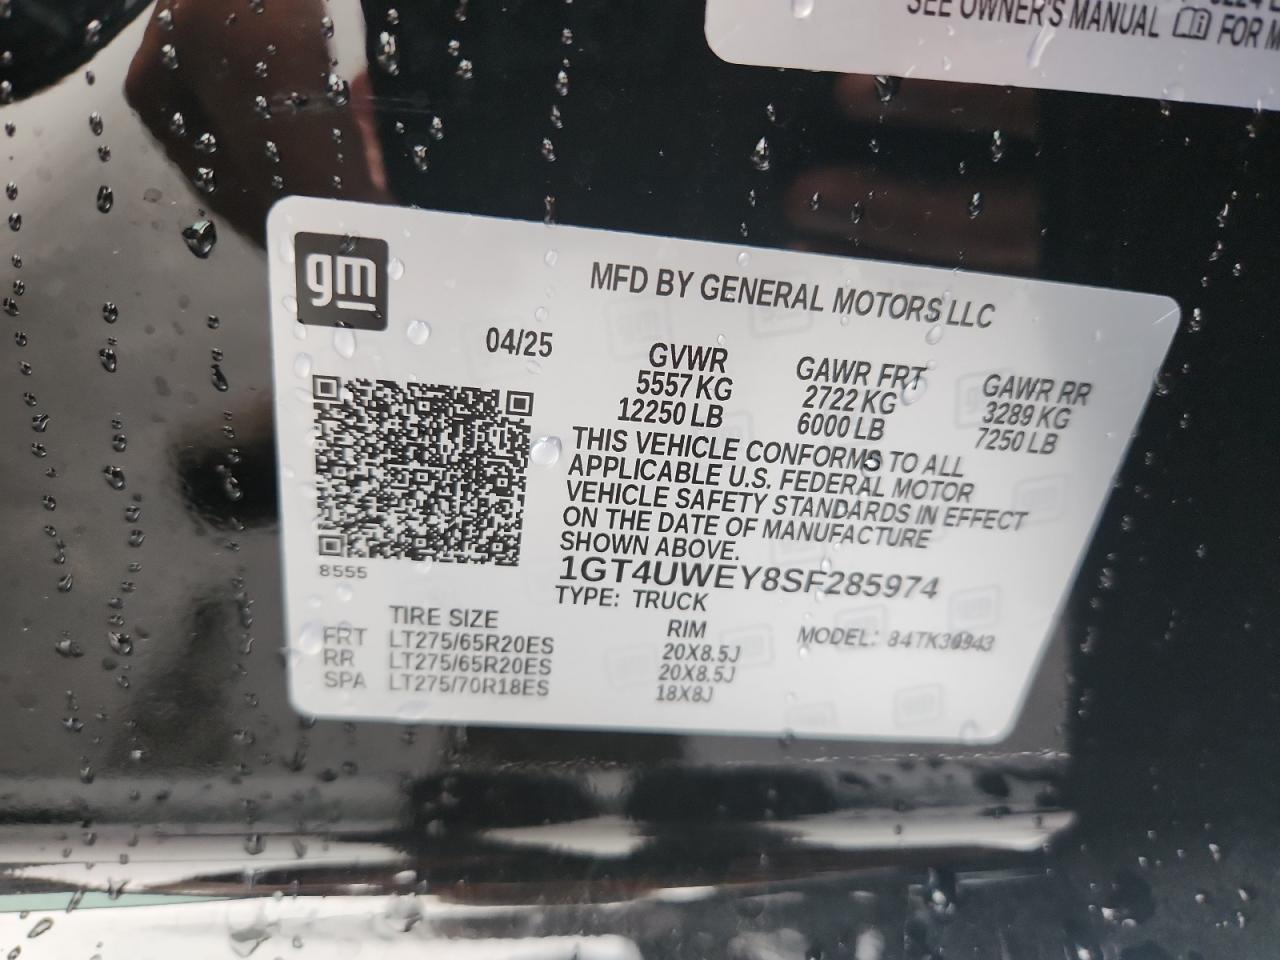 SEE OWNER'S MANUAL FOR
gm
MFD BY GENERAL MOTORS LLC
04/25
GVWR GAWR FRT GAWR RR
5557 KG 2722 KG 3289 KG
12250 LB 6000 LB 7250 LB
THIS VEHICLE CONFORMS TO ALL
APPLICABLE U.S. FEDERAL MOTOR
VEHICLE SAFETY STANDARDS IN EFFECT
ON THE DATE OF MANUFACTURE
SHOWN ABOVE.
8555
1GT4UWEY8SF285974
TYPE: TRUCK
TIRE SIZE RIM MODEL: 84TK30943
FRT LT275/65R20ES 20X8.5J
RR LT275/65R20ES 20X8.5J
SPA LT275/70R18ES 18X8J